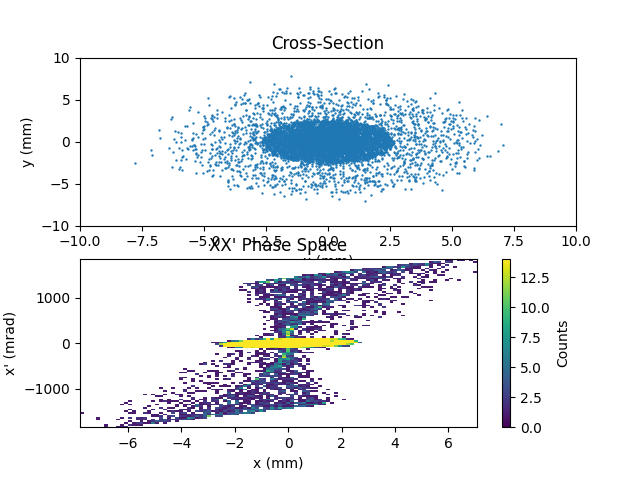 Cross-Section
10
5
0
−5
−10
y (mm)
−10.0 −7.5 −5.0 −2.5 0.0 2.5 5.0 7.5 10.0
x (mm)
XX' Phase Space
1000
0
−1000
x' (mrad)
−6 −4 −2 0 2 4 6
x (mm)
12.5
10.0
7.5
5.0
2.5
0.0
Counts